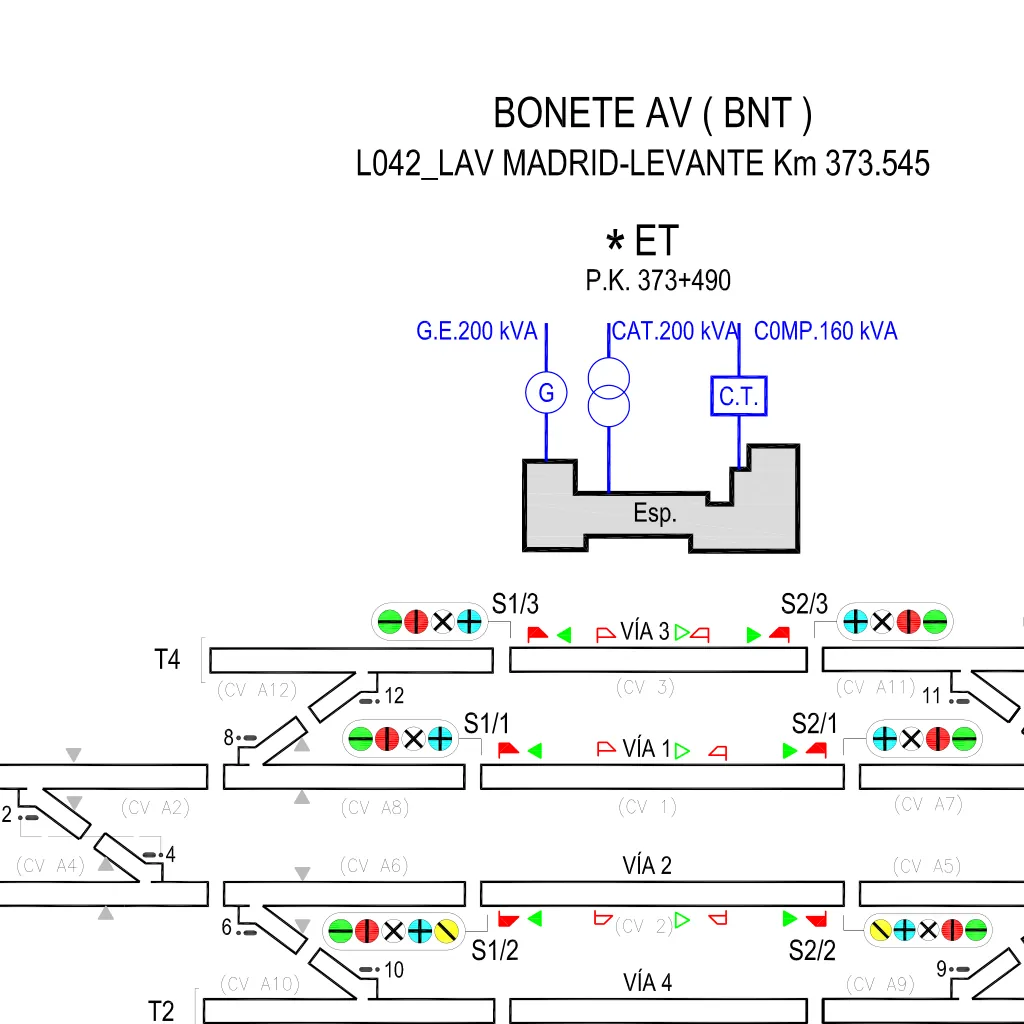 BONETE AV ( BNT )
L042_LAV MADRID-LEVANTE Km 373.545
* ET
P.K. 373+490
G.E.200 kVA CAT.200 kVA C0MP.160 kVA
G C.T.
Esp.
S1/3 S2/3
VÍA 3
T4
(CV A12) (CV 3) (CV A11)
12 11
S1/1 S2/1
8 VÍA 1
(CV A2) (CV A8) (CV 1) (CV A7)
2
4
(CV A4) (CV A6) VÍA 2 (CV A5)
6 (CV 2)
S1/2 S2/2
10 9
(CV A10) VÍA 4 (CV A9)
T2